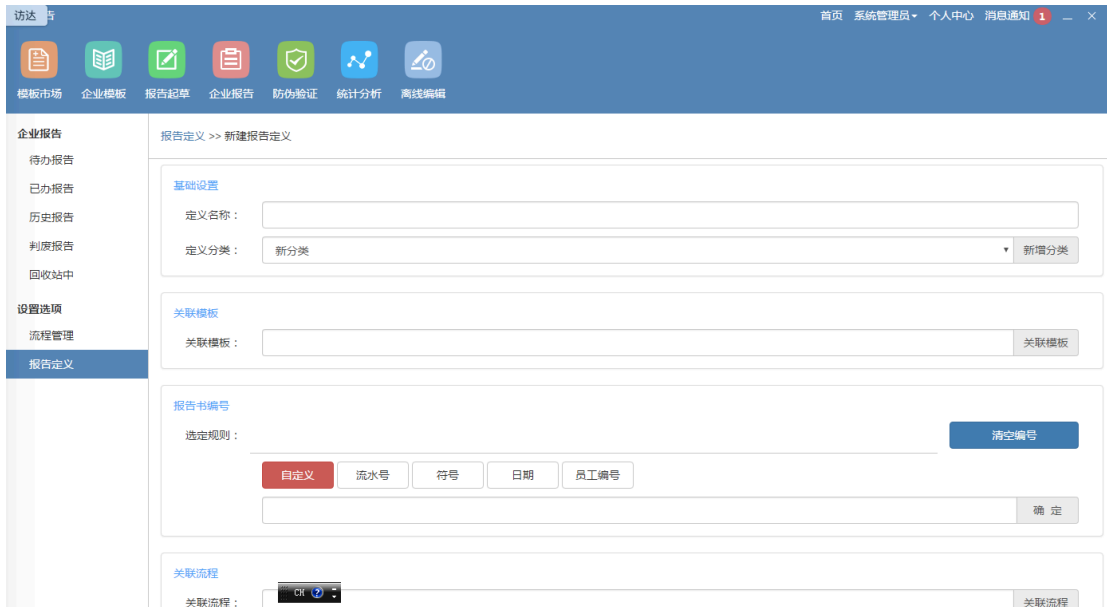 访达 告
首页 系统管理员 个人中心 消息通知 1
模板市场 企业模板 报告起草 企业报告 防伪验证 统计分析 离线编辑
企业报告
待办报告
已办报告
历史报告
判废报告
回收站中
设置选项
流程管理
报告定义
报告定义 >> 新建报告定义
基础设置
定义名称：
定义分类： 新分类 新增分类
关联模板
关联模板： 关联模板
报告书编号
选定规则： 清空编号
自定义 流水号 符号 日期 员工编号
确 定
关联流程
关联流程： 关联流程
CH ?